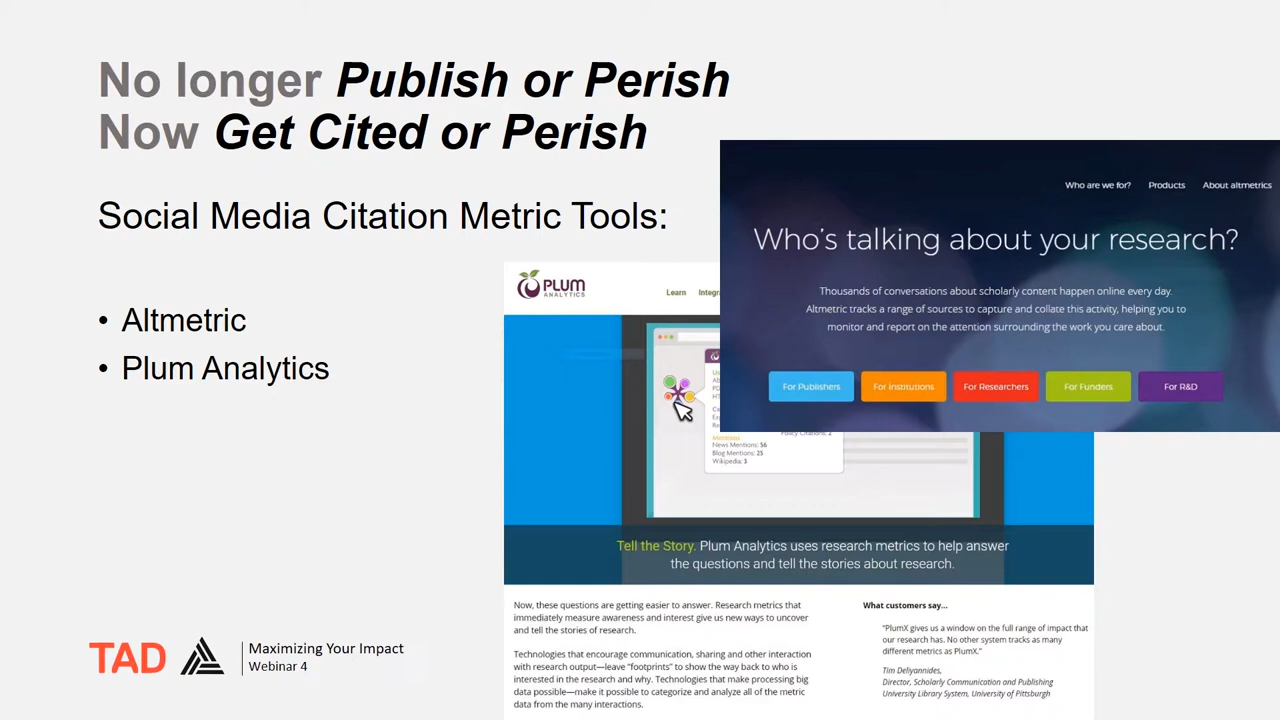 No longer Publish or Perish
Now Get Cited or Perish
Social Media Citation Metric Tools:
• Altmetric
• Plum Analytics
Who are we for? Products About altmetrics
Who's talking about your research?
Thousands of conversations about scholarly content happen online every day.
Altmetric tracks a range of sources to capture and collate this activity, helping you to
monitor and report on the attention surrounding the work you care about.
For Publishers For Institutions For Researchers For Funders For R&D
PLUM
ANALYTICS
Learn
Policy Citations: 2
Mentions
News Mentions: 56
Blog Mentions: 25
Wikipedia: 3
Tell the Story. Plum Analytics uses research metrics to help answer
the questions and tell the stories about research.
Now, these questions are getting easier to answer. Research metrics that
immediately measure awareness and interest give us new ways to uncover
and tell the stories of research.
Technologies that encourage communication, sharing and other interaction
with research output—leave "footprints" to show the way back to who is
interested in the research and why. Technologies that make processing big
data possible—make it possible to categorize and analyze all of the metric
data from the many interactions.
What customers say...
"PlumX gives us a window on the full range of impact that
our research has. No other system tracks as many
different metrics as PlumX."
Tim Deliyannides,
Director, Scholarly Communication and Publishing
University Library System, University of Pittsburgh
TAD
Maximizing Your Impact
Webinar 4